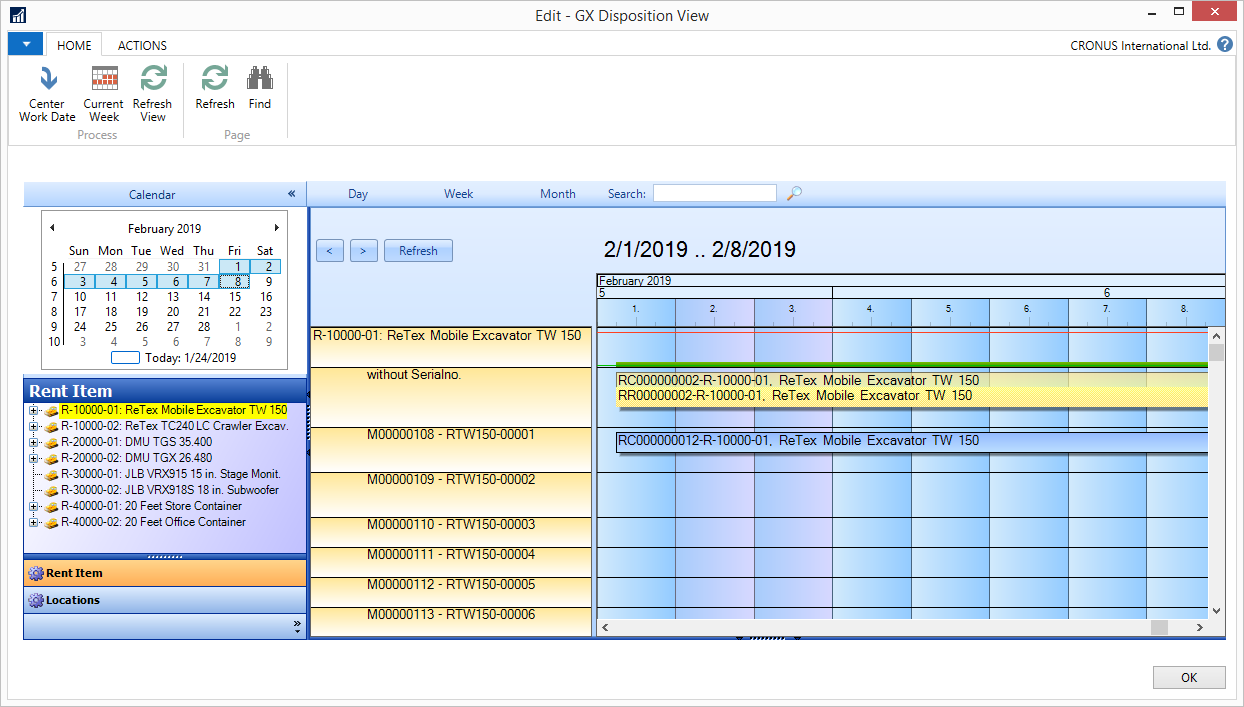 Edit - GX Disposition View
HOME ACTIONS
CRONUS International Ltd.
Center Work Date
Current Week
Refresh View
Refresh
Find
Process
Page
Calendar «
Day Week Month Search:
February 2019
Sun Mon Tue Wed Thu Fri Sat
5 27 28 29 30 31 1 2
6 3 4 5 6 7 8 9
7 10 11 12 13 14 15 16
8 17 18 19 20 21 22 23
9 24 25 26 27 28 1 2
10 3 4 5 6 7 8 9
Today: 1/24/2019
< > Refresh
2/1/2019 .. 2/8/2019
February 2019
5 6
1. 2. 3. 4. 5. 6. 7. 8.
Rent Item
R-10000-01: ReTex Mobile Excavator TW 150
R-10000-02: ReTex TC240 LC Crawler Excav.
R-20000-01: DMU TGS 35.400
R-20000-02: DMU TGX 26.480
R-30000-01: JLB VRX915 15 in. Stage Monit.
R-30000-02: JLB VRX918S 18 in. Subwoofer
R-40000-01: 20 Feet Store Container
R-40000-02: 20 Feet Office Container
Rent Item
Locations
»
R-10000-01: ReTex Mobile Excavator TW 150
without Serialno.
RC000000002-R-10000-01, ReTex Mobile Excavator TW 150
RR00000002-R-10000-01, ReTex Mobile Excavator TW 150
M00000108 - RTW150-00001
RC000000012-R-10000-01, ReTex Mobile Excavator TW 150
M00000109 - RTW150-00002
M00000110 - RTW150-00003
M00000111 - RTW150-00004
M00000112 - RTW150-00005
M00000113 - RTW150-00006
OK